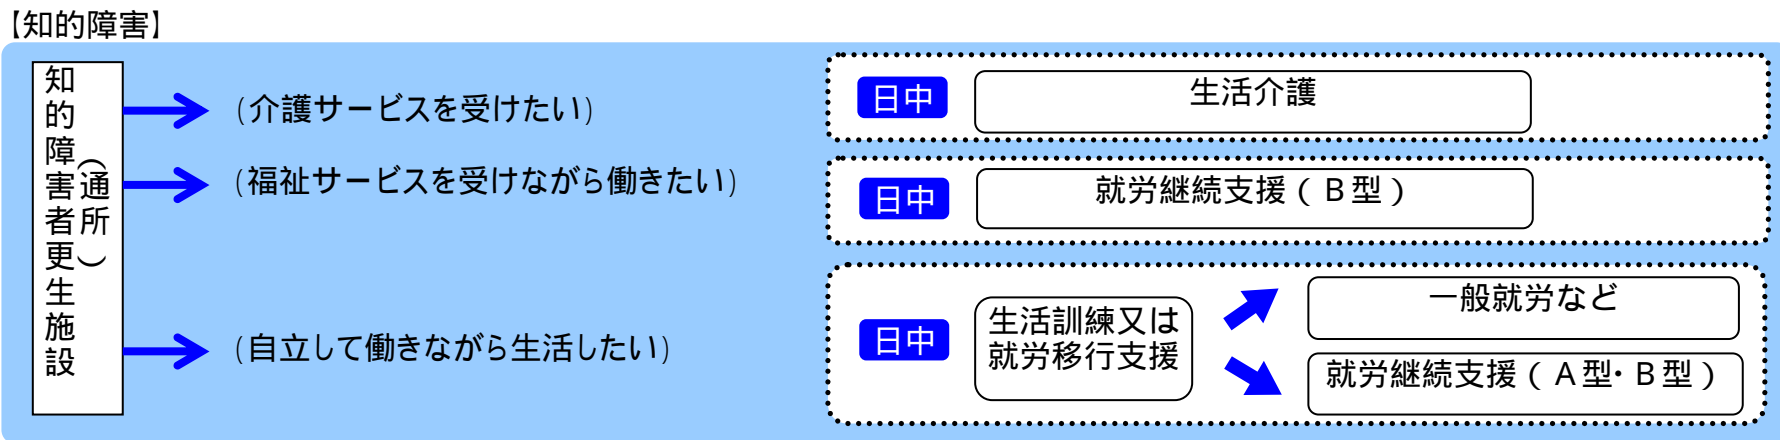 【知的障害】
知的障害者更生施設
（通所）
(介護サービスを受けたい)
日中
生活介護
(福祉サービスを受けながら働きたい)
日中
就労継続支援（Ｂ型）
(自立して働きながら生活したい)
日中
生活訓練又は
就労移行支援
一般就労など
就労継続支援（Ａ型･Ｂ型）